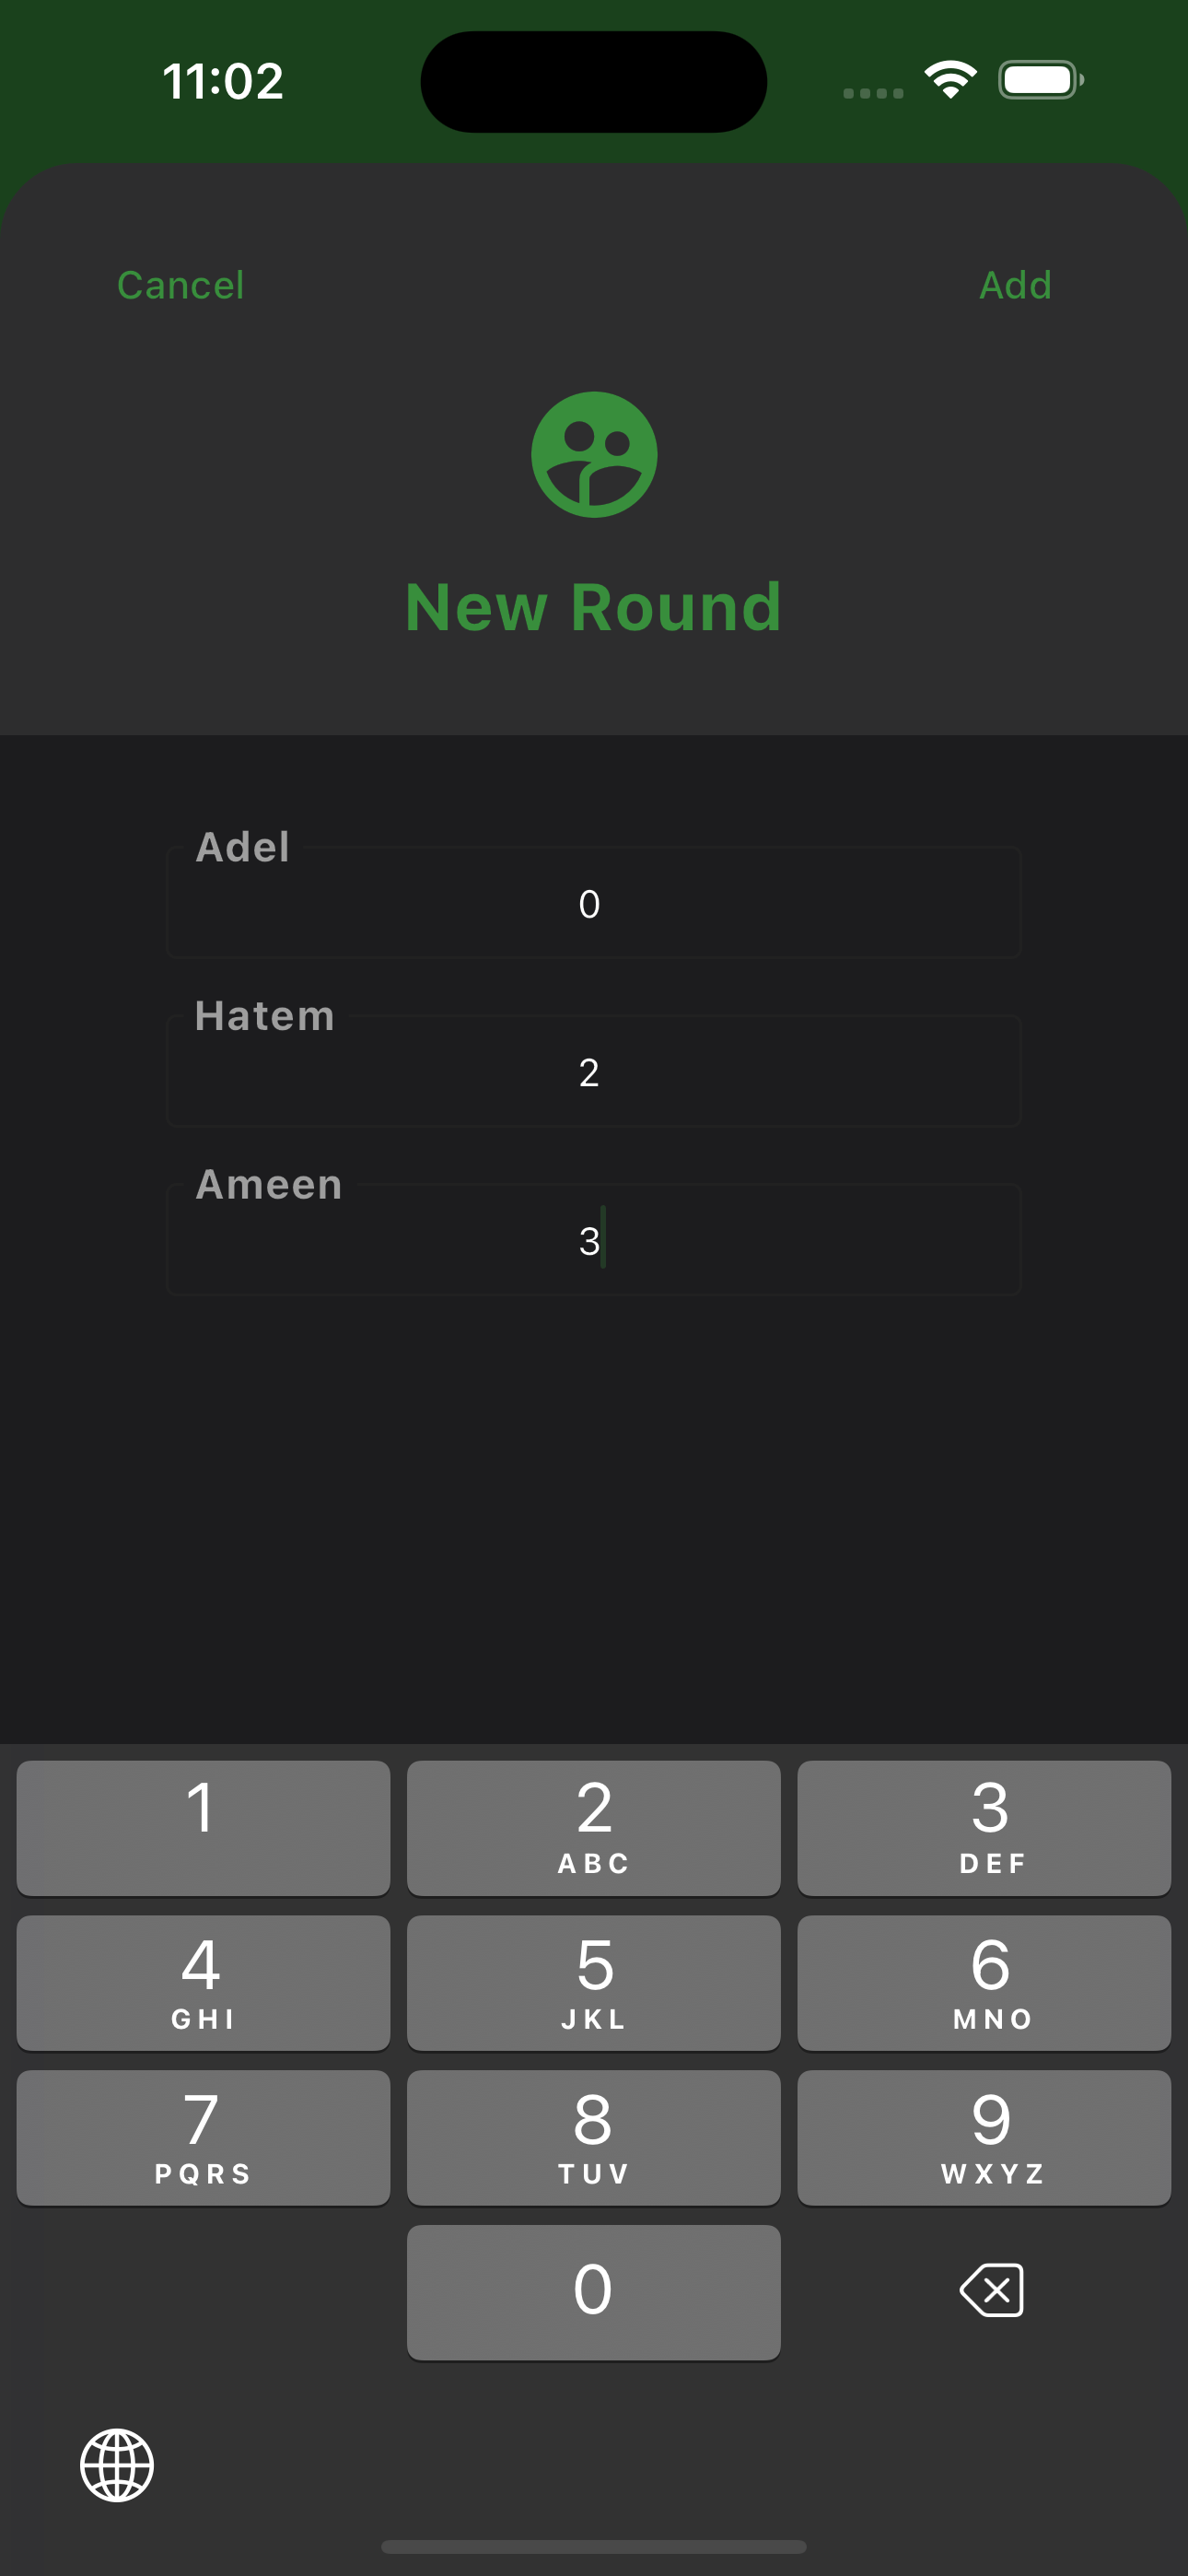 11:02
Cancel Add
New Round
Adel
0
Hatem
2
Ameen
3
1 2 3
ABC DEF
4 5 6
GHI JKL MNO
7 8 9
PQRS TUV WXYZ
0